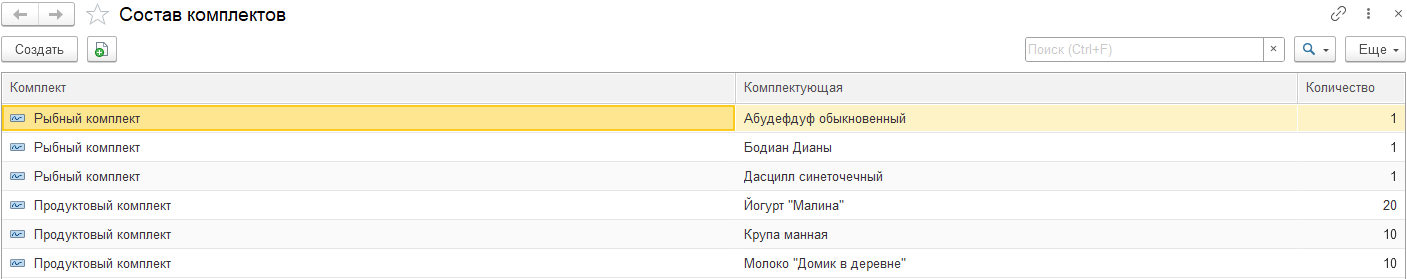 Состав комплектов
Создать
Поиск (Ctrl+F)
Еще
Комплект Комплектующая Количество
Рыбный комплект Абудефдуф обыкновенный 1
Рыбный комплект Бодиан Дианы 1
Рыбный комплект Дасцилл синеточечный 1
Продуктовый комплект Йогурт "Малина" 20
Продуктовый комплект Крупа манная 10
Продуктовый комплект Молоко "Домик в деревне" 10